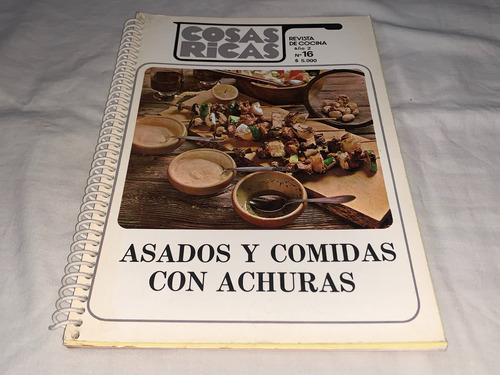 COSAS
RICAS
REVISTA
DE COCINA
Año 2
Nº 16
$ 5.000
ASADOS Y COMIDAS
CON ACHURAS